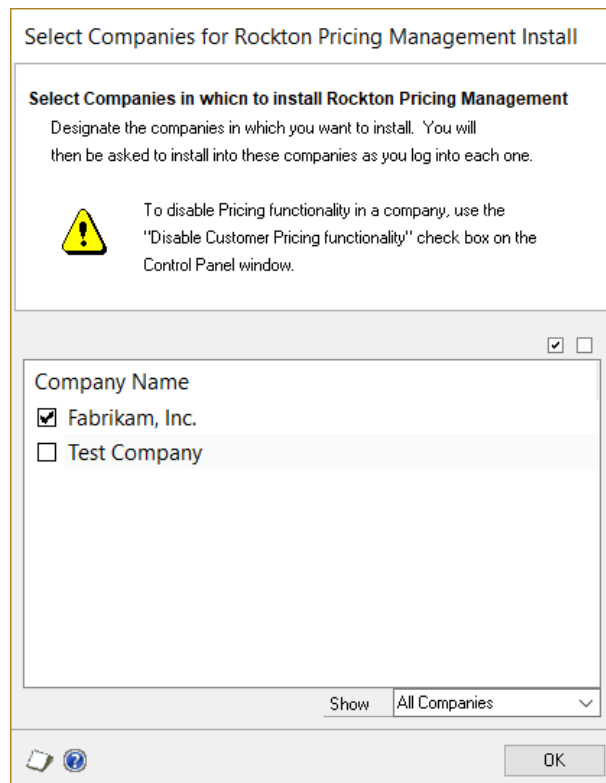 Select Companies for Rockton Pricing Management Install
Select Companies in whicn to install Rockton Pricing Management
Designate the companies in which you want to install. You will
then be asked to install into these companies as you log into each one.
To disable Pricing functionality in a company, use the
"Disable Customer Pricing functionality" check box on the
Control Panel window.
Company Name
Fabrikam, Inc.
Test Company
Show All Companies
OK